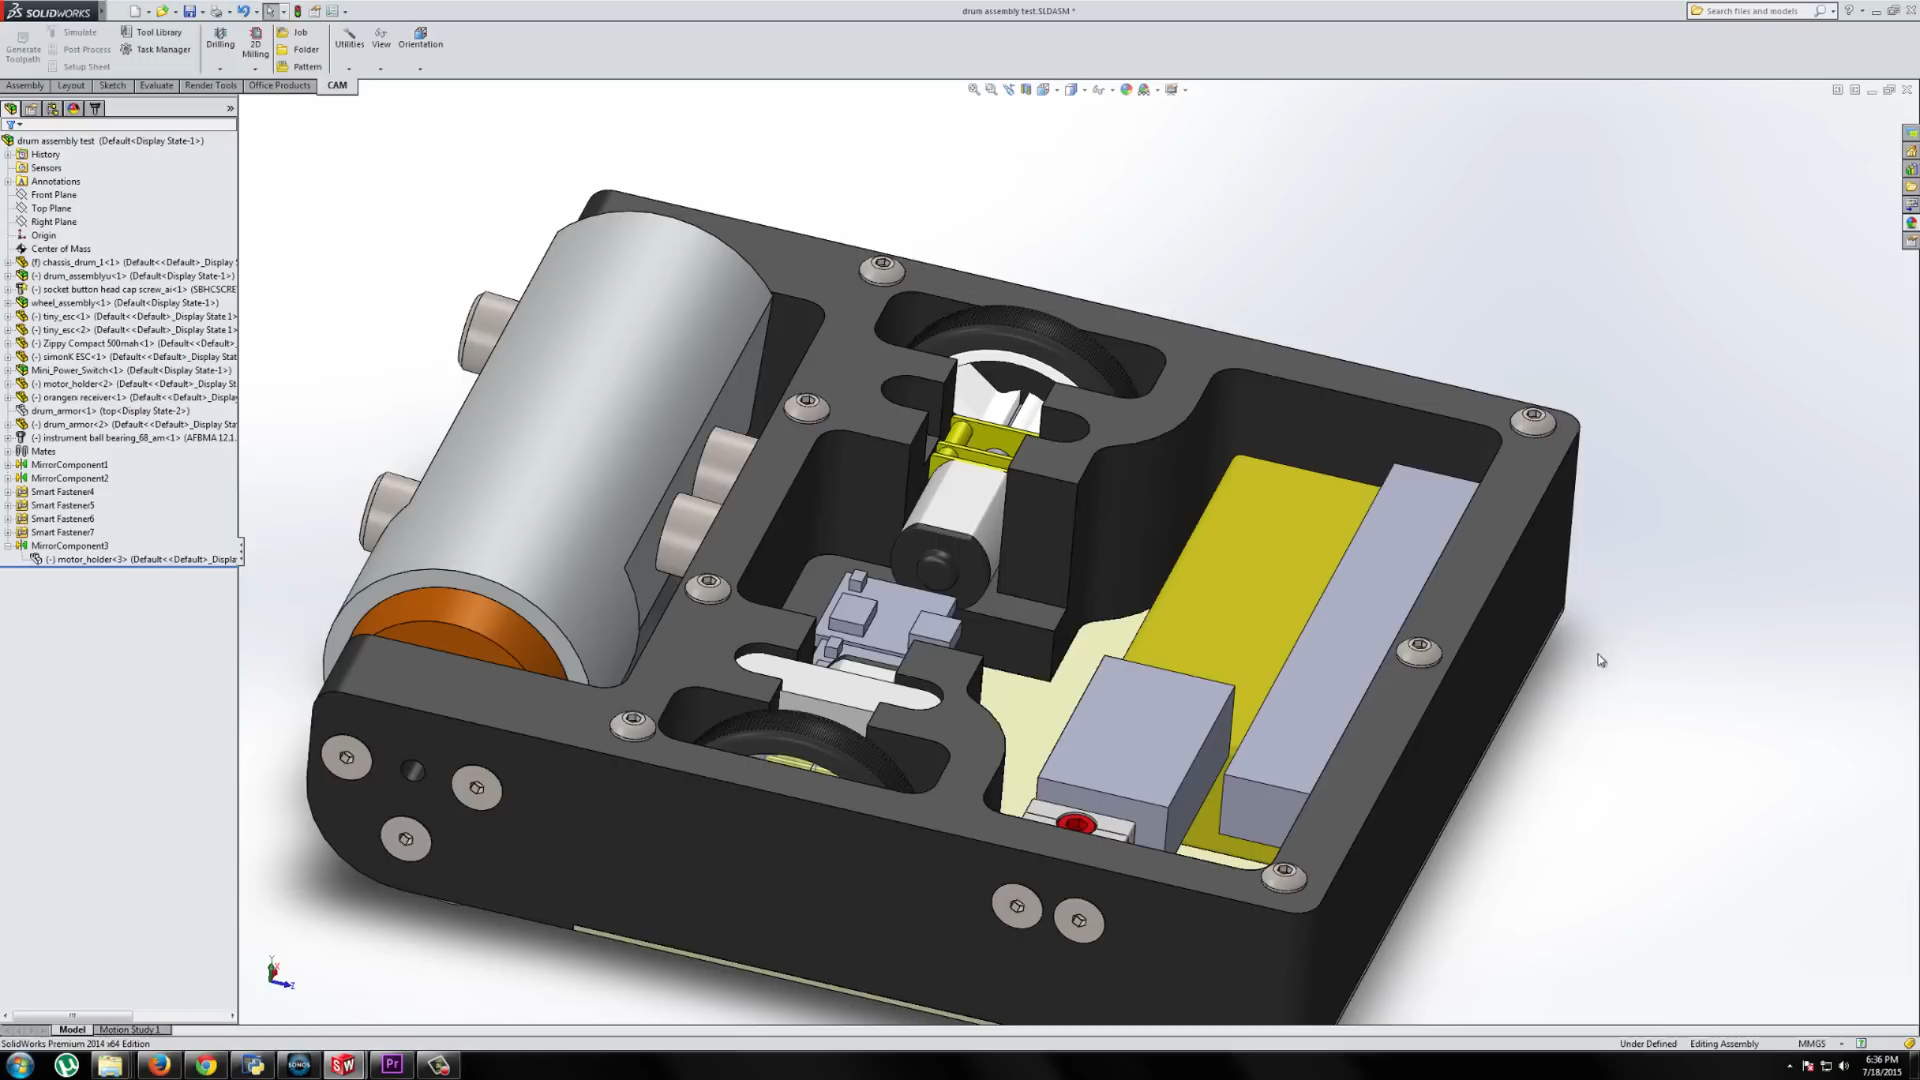 SOLIDWORKS
drum assembly test.SLDASM *
Search files and models
Generate Toolpath
Simulate
Post Process
Setup Sheet
Tool Library
Task Manager
Drilling
2D Milling
Job
Folder
Pattern
Utilities
View
Orientation
Assembly
Layout
Sketch
Evaluate
Render Tools
Office Products
CAM
drum assembly test (Default<Display State-1>)
History
Sensors
Annotations
Front Plane
Top Plane
Right Plane
Origin
Center of Mass
(f) chassis_drum_1<1> (Default<<Default>_Display S
(-) drum_assemblyu<1> (Default<Display State-1>)
(-) socket button head cap screw_ai<1> (SBHCSCRE
wheel_assembly<1> (Default<Display State-1>)
(-) tiny_esc<1> (Default<<Default>_Display State 1>
(-) tiny_esc<2> (Default<<Default>_Display State 1>
(-) Zippy Compact 500mah<1> (Default<<Default>_
(-) simonK ESC<1> (Default<<Default>_Display Stat
Mini_Power_Switch<1> (Default<Display State-1>)
(-) motor_holder<2> (Default<<Default>_Display St
(-) orangerx receiver<1> (Default<<Default>_Displa
drum_armor<1> (top<Display State-2>)
(-) drum_armor<2> (Default<<Default>_Display Stat
(-) instrument ball bearing_68_am<1> (AFBMA 12.1.
Mates
MirrorComponent1
MirrorComponent2
Smart Fastener4
Smart Fastener5
Smart Fastener6
Smart Fastener7
MirrorComponent3
(-) motor_holder<3> (Default<<Default>_Displa
Model
Motion Study 1
SolidWorks Premium 2014 x64 Edition
Under Defined
Editing Assembly
MMGS
SONOS
SW
Pr
6:36 PM
7/18/2015